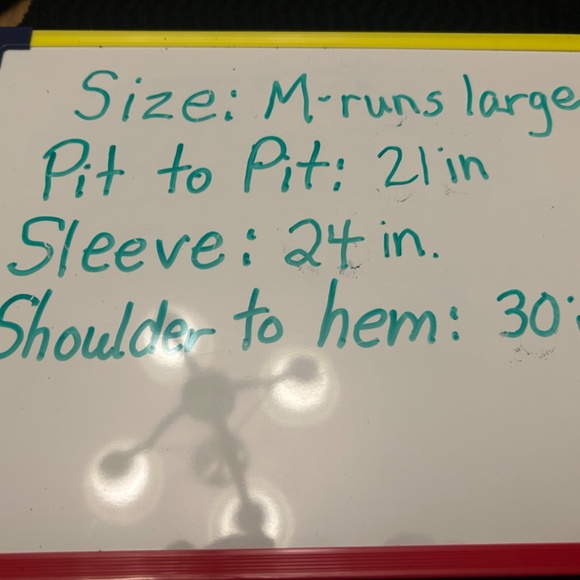 Size: M-runs large
Pit to Pit: 21in
Sleeve: 24 in.
Shoulder to hem: 30